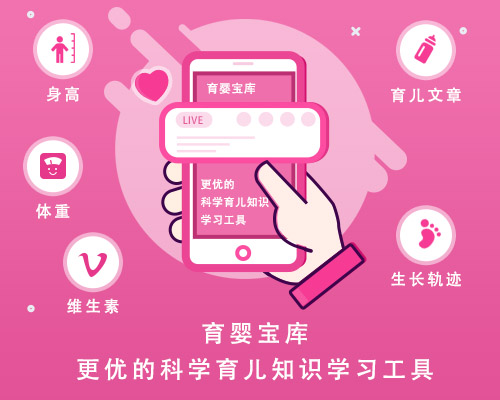 身高
育儿文章
育婴宝库
LIVE
体重
更优的
科学育儿知识
学习工具
生长轨迹
维生素
育婴宝库
更优的科学育儿知识学习工具